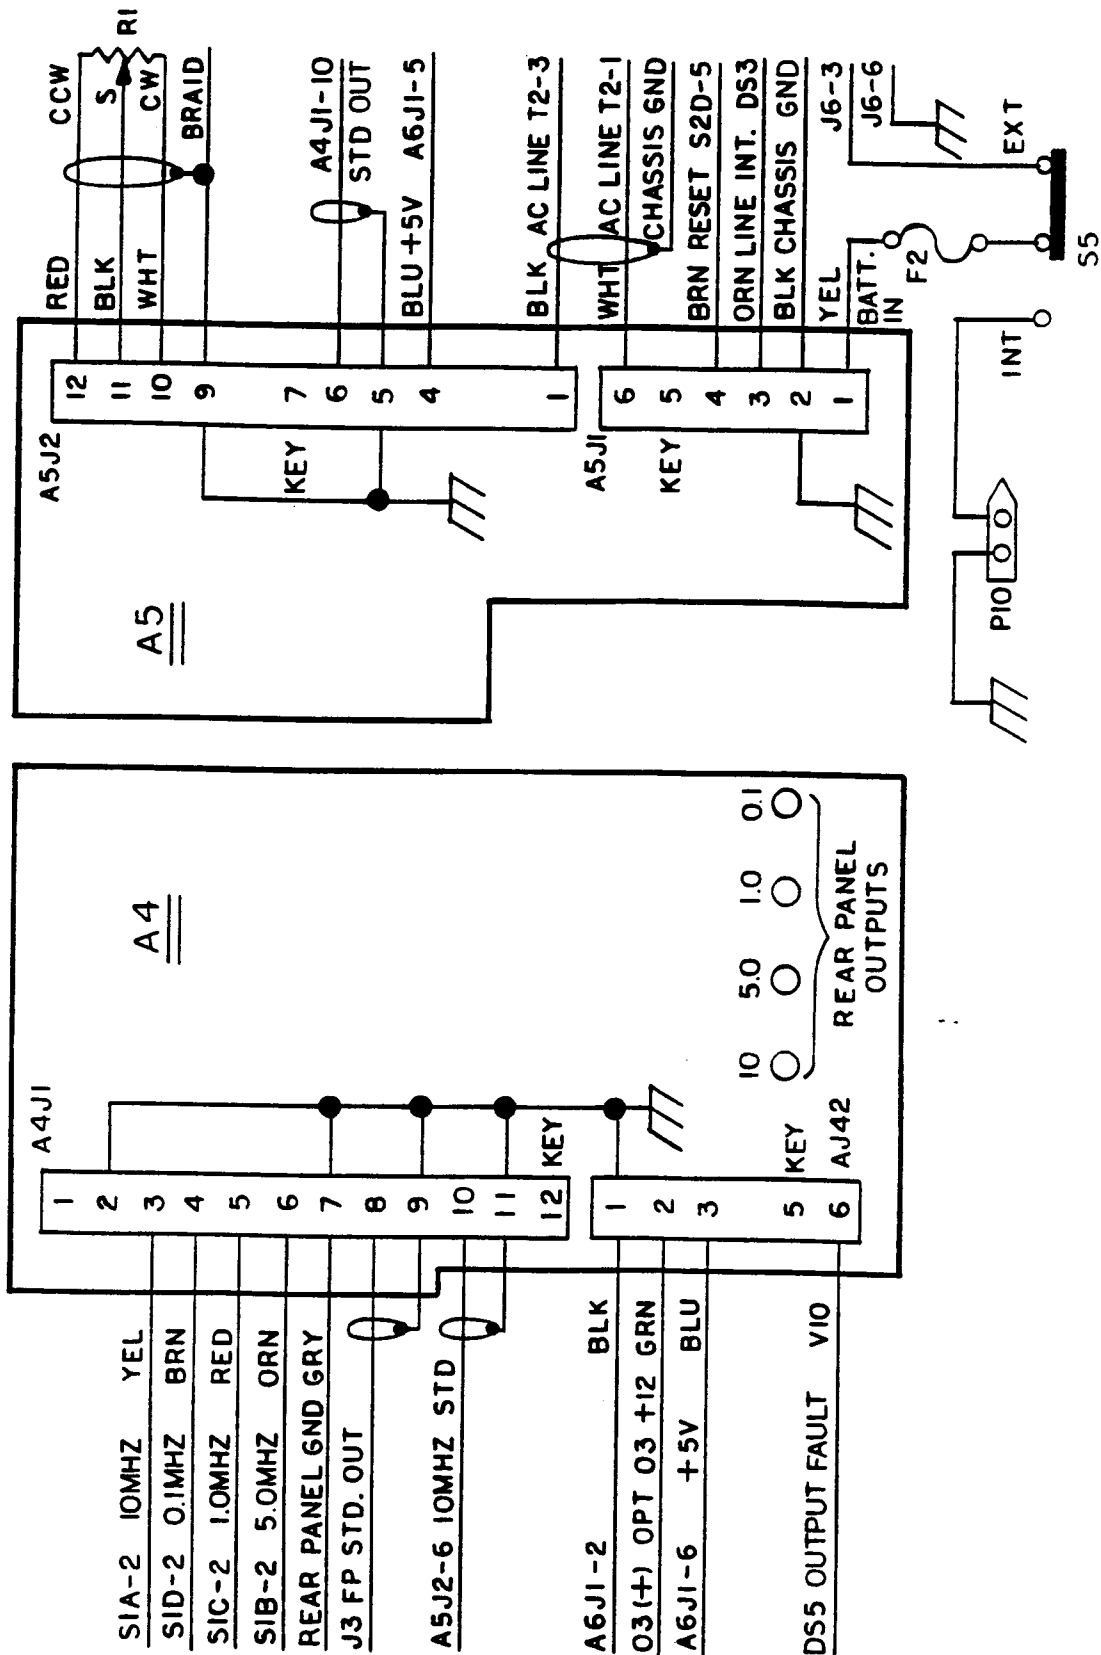 A4J1
1
2
3
4
5
6
7
8
9
10
11
12
KEY
S1A-2 10MHZ YEL
S1D-2 0.1MHZ BRN
S1C-2 1.0MHZ RED
S1B-2 5.0MHZ ORN
REAR PANEL GND GRY
J3 FP STD. OUT
A5J2-6 10MHZ STD
A6J1-2 BLK
03(+) OPT 03 +12 GRN
A6J1-6 +5V BLU
DS5 OUTPUT FAULT VIO
1
2
3
5
KEY
6
AJ42
A4
10
5.0
1.0
0.1
REAR PANEL
OUTPUTS
A5
A5J2
12
11
10
9
7
KEY
6
5
4
1
RED
CCW
BLK
S
R1
WHT
CW
BRAID
A4J1-10
STD OUT
BLU +5V A6J1-5
BLK AC LINE T2-3
A5J1
6
5
KEY
4
3
2
1
WHT AC LINE T2-1
CHASSIS GND
BRN RESET S2D-5
ORN LINE INT. DS3
BLK CHASSIS GND
YEL
J6-3
BATT.
IN
J6-6
F2
EXT
INT
S5
P10